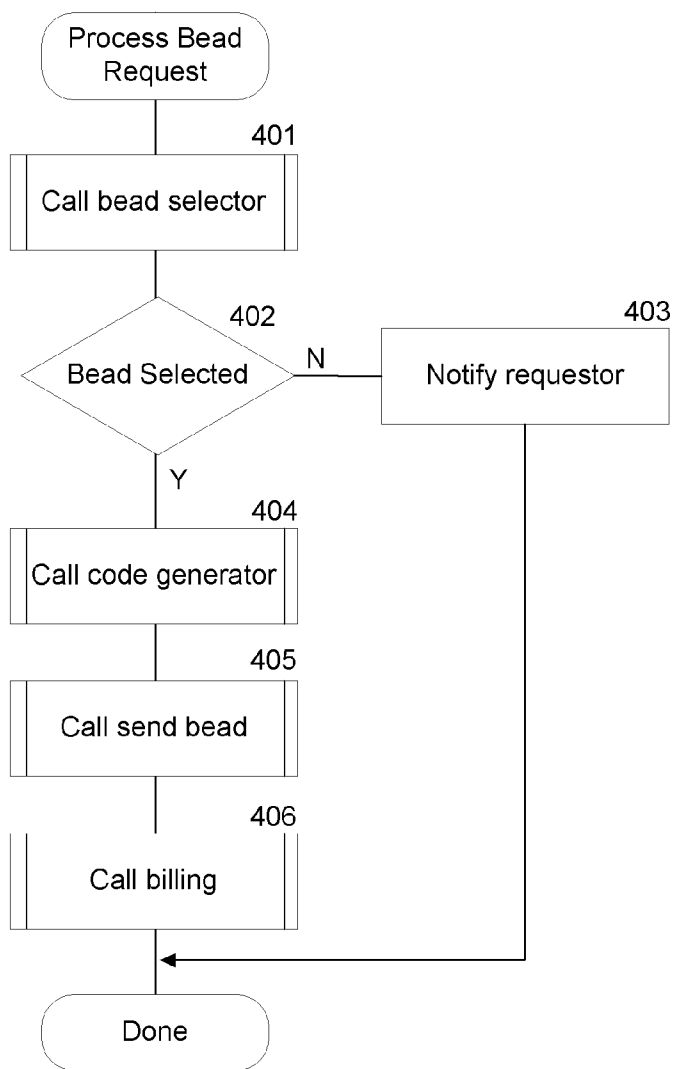 Process Bead
Request
401
Call bead selector
402
Bead Selected
N
403
Notify requestor
Y
404
Call code generator
405
Call send bead
406
Call billing
Done